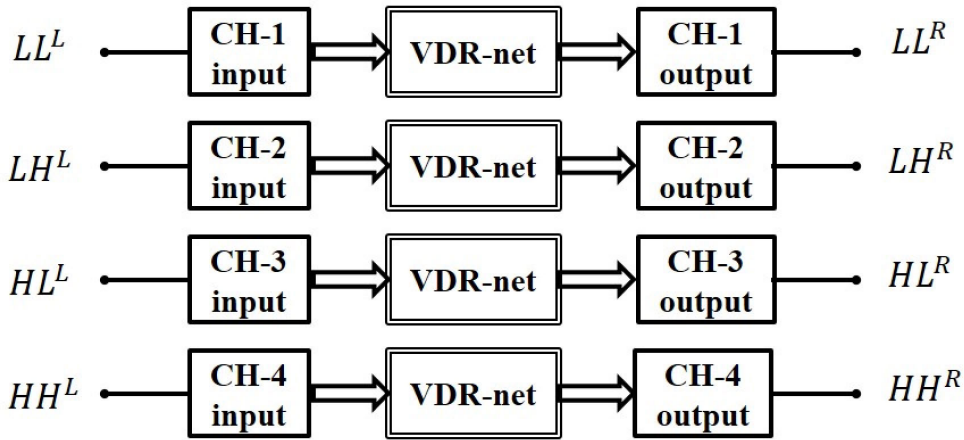 LL^L CH-1 input VDR-net CH-1 output LL^R
LH^L CH-2 input VDR-net CH-2 output LH^R
HL^L CH-3 input VDR-net CH-3 output HL^R
HH^L CH-4 input VDR-net CH-4 output HH^R